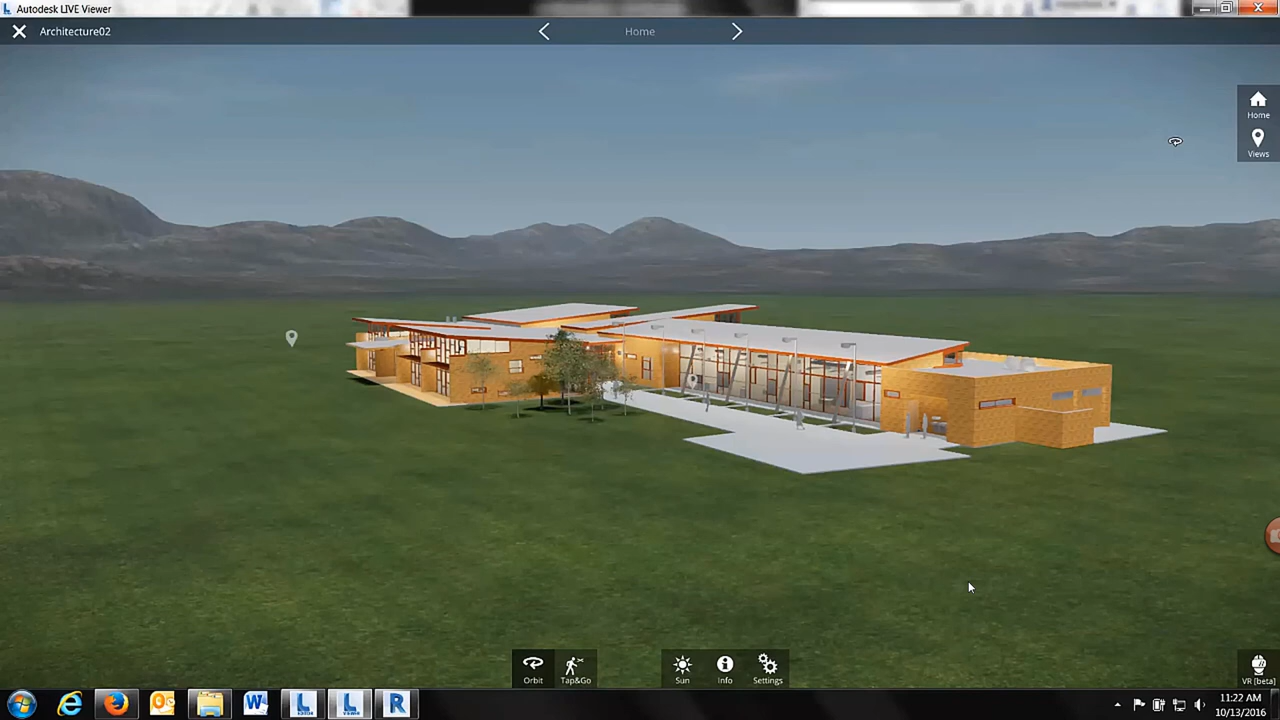 Autodesk LIVE Viewer
Architecture02
Home
Home
Views
Orbit
Tap&Go
Sun
Info
Settings
VR [beta]
11:22 AM
10/13/2016